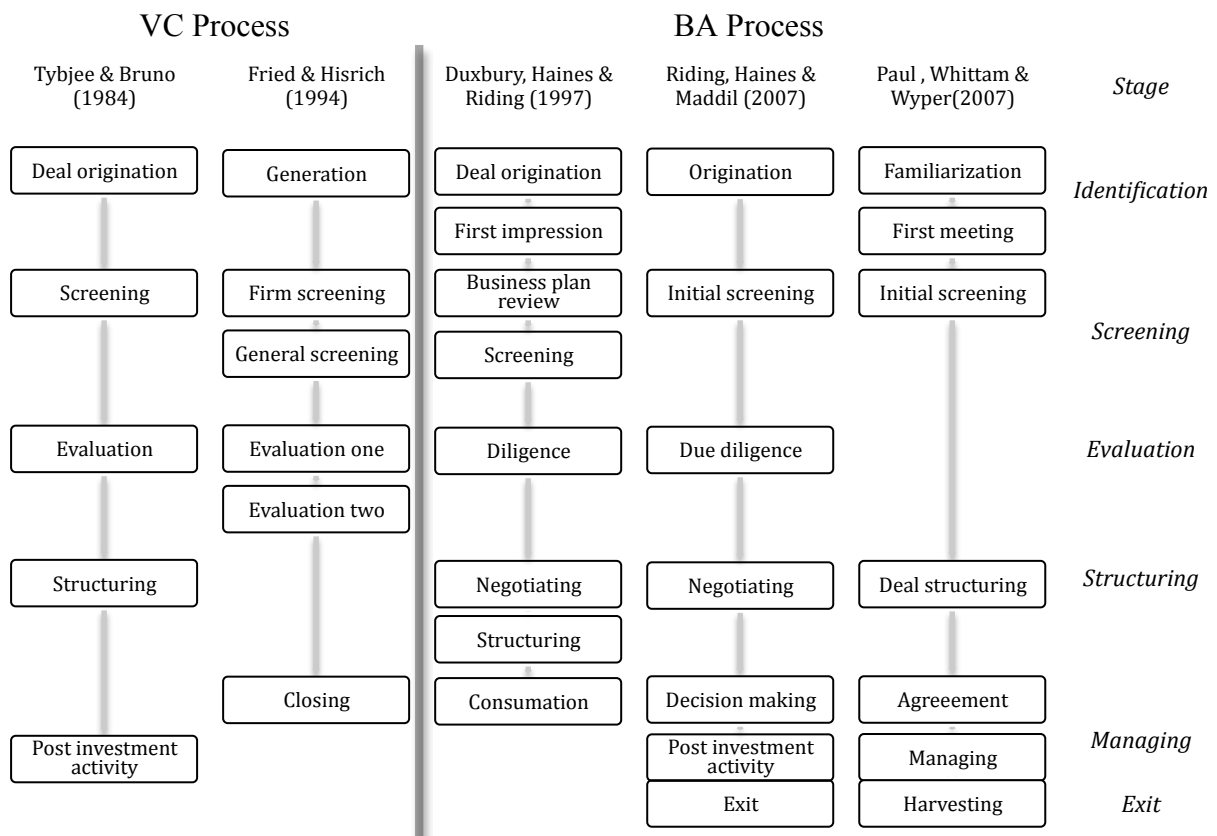 VC Process
BA Process
Tybjee & Bruno
(1984)
Fried & Hisrich
(1994)
Duxbury, Haines &
Riding (1997)
Riding, Haines &
Maddil (2007)
Paul , Whittam &
Wyper(2007)
Stage
Deal origination
Generation
Deal origination
Origination
Familiarization
Identification
First impression
First meeting
Screening
Firm screening
Business plan
review
Initial screening
Initial screening
General screening
Screening
Screening
Evaluation
Evaluation one
Diligence
Due diligence
Evaluation
Evaluation two
Structuring
Negotiating
Negotiating
Deal structuring
Structuring
Structuring
Closing
Consumation
Decision making
Agreeement
Post investment
activity
Post investment
activity
Managing
Managing
Exit
Harvesting
Exit